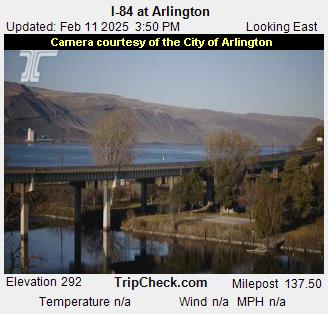 I-84 at Arlington
Updated: Feb 11 2025 3:50 PM Looking East
Camera courtesy of the City of Arlington
Elevation 292 TripCheck.com Milepost 137.50
Temperature n/a Wind n/a MPH n/a